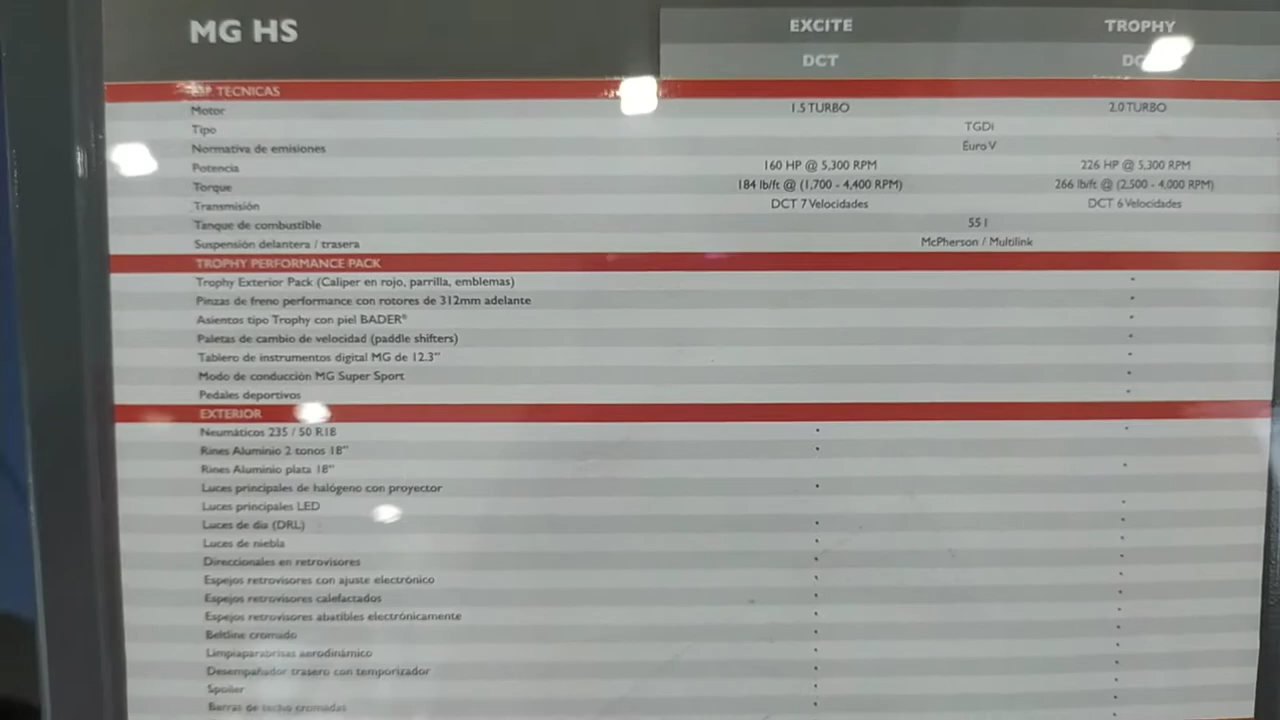 MG HS EXCITE TROPHY
DCT
TECNICAS
Motor 1.5 TURBO 2.0 TURBO
Tipo TGDI
Normativa de emisiones Euro V
Potencia 160 HP @ 5,300 RPM 226 HP @ 5,300 RPM
Torque 184 lb/ft @ (1,700 - 4,400 RPM) 266 lb/ft @ (2,500 - 4,000 RPM)
Transmisión DCT 7 Velocidades DCT 6 Velocidades
Tanque de combustible 55 l
Suspensión delantera / trasera McPherson / Multilink
TROPHY PERFORMANCE PACK
Trophy Exterior Pack (Caliper en rojo, parrilla, emblemas) •
Pinzas de freno performance con rotores de 312mm adelante •
Asientos tipo Trophy con piel BADER® •
Paletas de cambio de velocidad (paddle shifters) •
Tablero de instrumentos digital MG de 12.3" •
Modo de conducción MG Super Sport •
Pedales deportivos •
EXTERIOR
Neumáticos 235 / 50 R18 • •
Rines Aluminio 2 tonos 18" •
Rines Aluminio plata 18" •
Luces principales de halógeno con proyector •
Luces principales LED •
Luces de dia (DRL) • •
Luces de niebla • •
Direccionales en retrovisores • •
Espejos retrovisores con ajuste electrónico • •
Espejos retrovisores calefactados • •
Espejos retrovisores abatibles electrónicamente • •
Beltline cromado • •
Limpiaparabrisas aerodinámico • •
Desempañador trasero con temporizador • •
Spoiler • •
Barras de techo cromadas • •